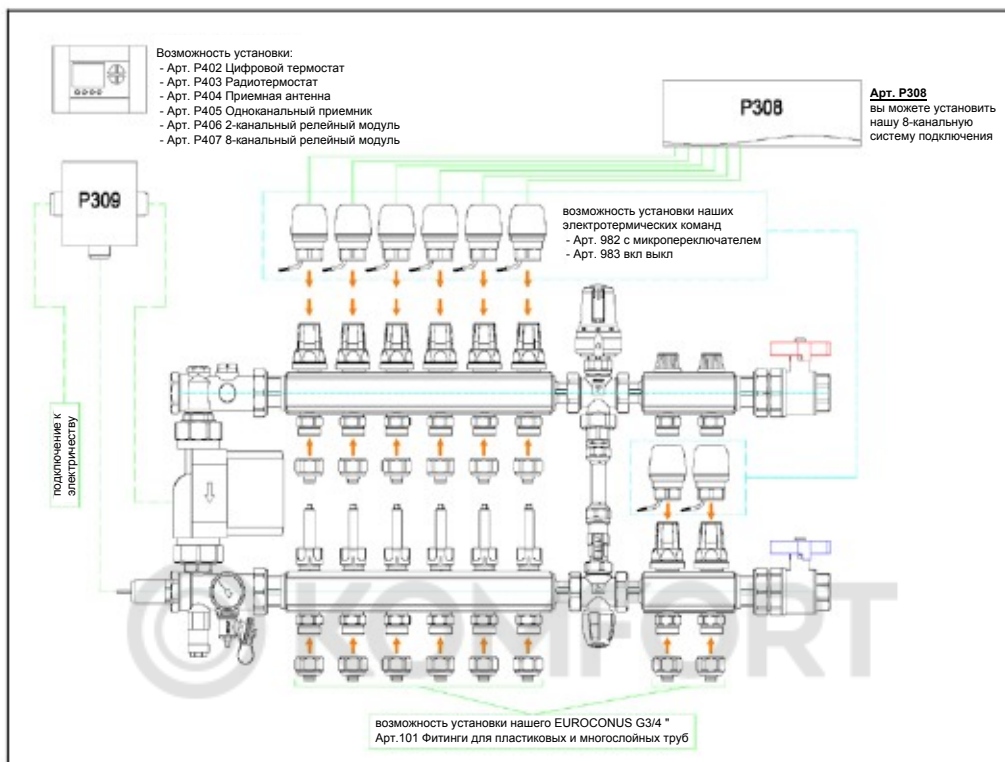 Возможность установки:
- Арт. P402 Цифровой термостат
- Арт. P403 Радиотермостат
- Арт. P404 Приемная антенна
- Арт. P405 Одноканальный приемник
- Арт. P406 2-канальный релейный модуль
- Арт. P407 8-канальный релейный модуль
P308
Арт. P308
вы можете установить
нашу 8-канальную
систему подключения
P309
возможность установки наших
электротермических команд
- Арт. 982 с микропереключателем
- Арт. 983 вкл выкл
подключение к
электричеству
KOMFORT
возможность установки нашего EUROCONUS G3/4 "
Арт.101 Фитинги для пластиковых и многослойных труб